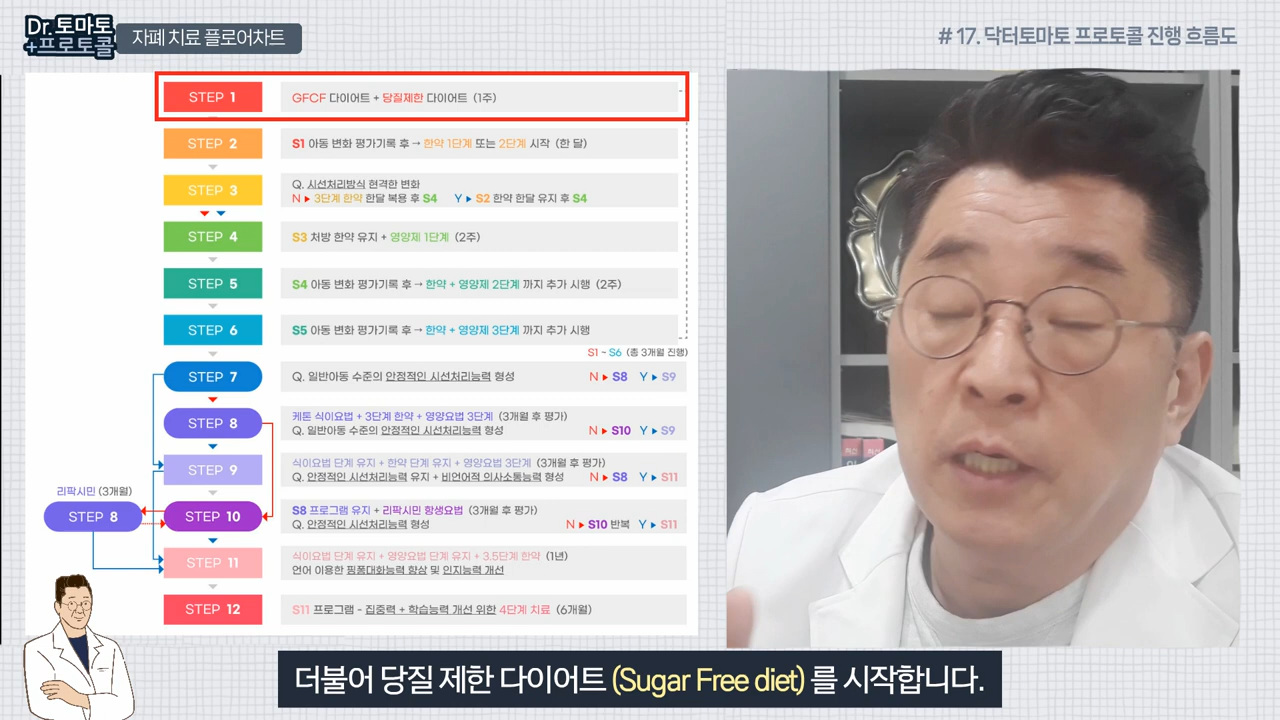 Dr.토마토
+프로토콜
자폐 치료 플로어차트
# 17. 닥터토마토 프로토콜 진행 흐름도
STEP 1
GFCF 다이어트 + 당질제한 다이어트 (1주)
STEP 2
S1 아동 변화 평가기록 후 → 한약 1단계 또는 2단계 시작 (한 달)
STEP 3
Q. 시선처리방식 현격한 변화
N ▸ 3단계 한약 한달 복용 후 S4 Y ▸ S2 한약 한달 유지 후 S4
STEP 4
S3 처방 한약 유지 + 영양제 1단계 (2주)
STEP 5
S4 아동 변화 평가기록 후 → 한약 + 영양제 2단계 까지 추가 시행 (2주)
STEP 6
S5 아동 변화 평가기록 후 → 한약 + 영양제 3단계 까지 추가 시행
S1 ~ S6 (총 3개월 진행)
STEP 7
Q. 일반아동 수준의 안정적인 시선처리능력 형성 N ▸ S8 Y ▸ S9
STEP 8
케톤 식이요법 + 3단계 한약 + 영양요법 3단계 (3개월 후 평가)
Q. 일반아동 수준의 안정적인 시선처리능력 형성 N ▸ S10 Y ▸ S9
STEP 9
식이요법 단계 유지 + 한약 단계 유지 + 영양요법 3단계 (3개월 후 평가)
Q. 안정적인 시선처리능력 유지 + 비언어적 의사소통능력 형성 N ▸ S8 Y ▸ S11
리팍시민 (3개월)
STEP 8
STEP 10
S8 프로그램 유지 + 리팍시민 항생요법 (3개월 후 평가)
Q. 안정적인 시선처리능력 형성 N ▸ S10 반복 Y ▸ S11
STEP 11
식이요법 단계 유지 + 영양요법 단계 유지 + 3.5단계 한약 (1년)
언어 이용한 핑퐁대화능력 향상 및 인지능력 개선
STEP 12
S11 프로그램 - 집중력 + 학습능력 개선 위한 4단계 치료 (6개월)
더불어 당질 제한 다이어트 (Sugar Free diet) 를 시작합니다.